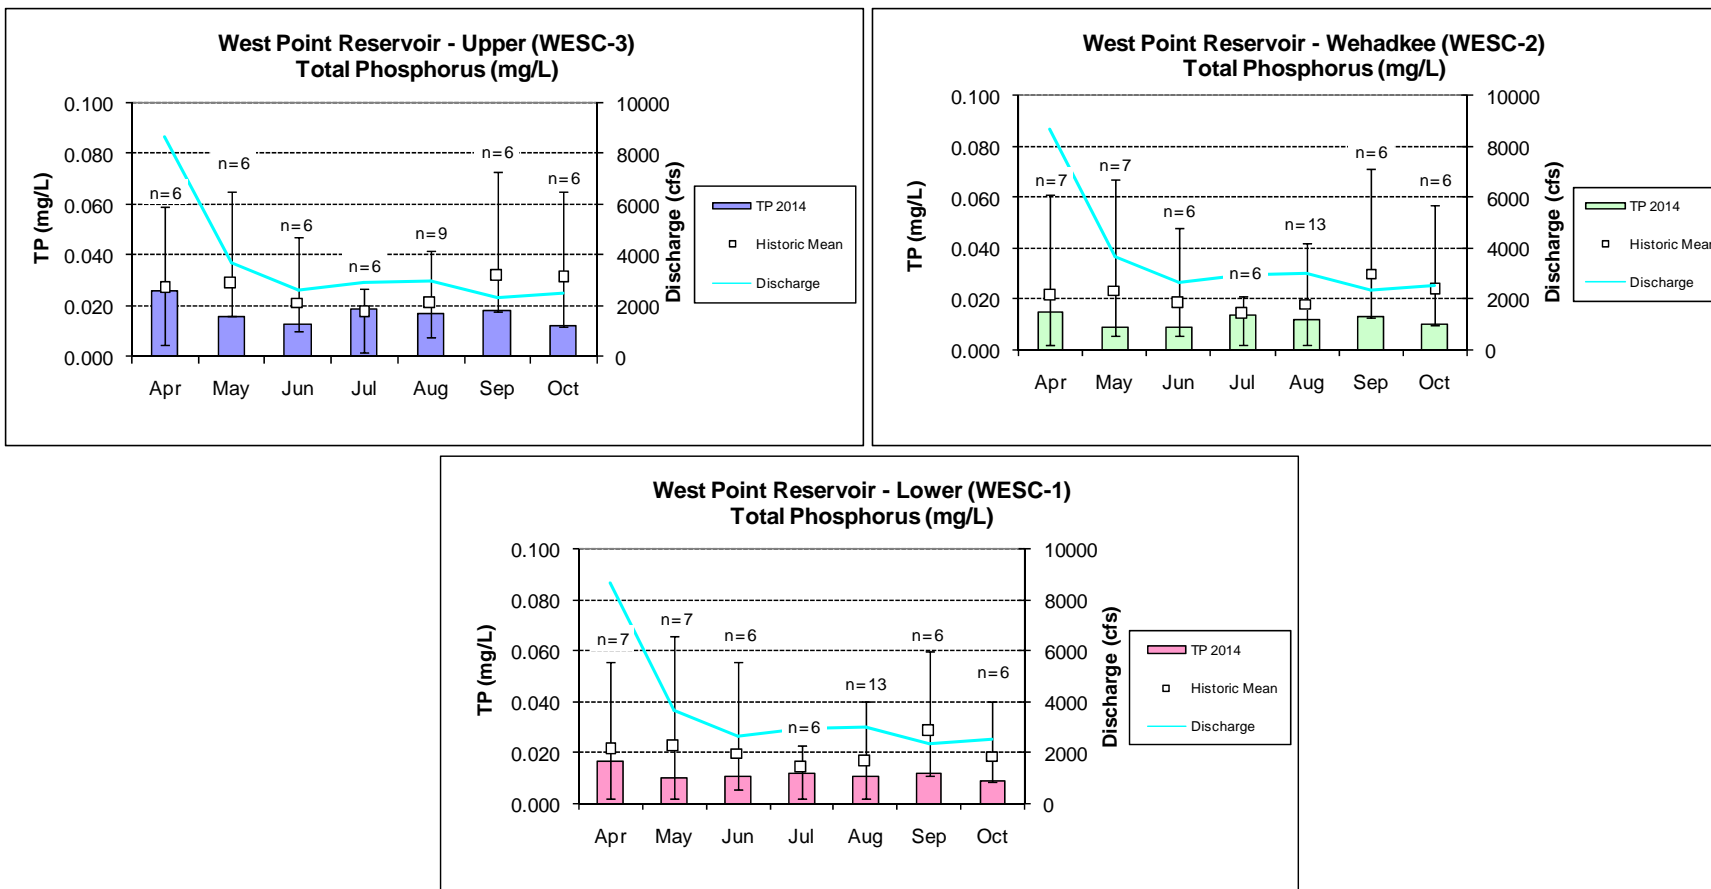 West Point Reservoir - Upper (WESC-3)
Total Phosphorus (mg/L)
TP (mg/L)
0.100
0.080
0.060
0.040
0.020
0.000
n=6
n=6
n=6
n=6
n=9
n=6
n=6
10000
8000
6000
4000
2000
0
Discharge (cfs)
Apr May Jun Jul Aug Sep Oct
TP 2014
Historic Mean
Discharge
West Point Reservoir - Wehadkee (WESC-2)
Total Phosphorus (mg/L)
TP (mg/L)
0.100
0.080
0.060
0.040
0.020
0.000
n=7
n=7
n=6
n=6
n=13
n=6
n=6
10000
8000
6000
4000
2000
0
Discharge (cfs)
Apr May Jun Jul Aug Sep Oct
TP 2014
Historic Mean
Discharge
West Point Reservoir - Lower (WESC-1)
Total Phosphorus (mg/L)
TP (mg/L)
0.100
0.080
0.060
0.040
0.020
0.000
n=7
n=7
n=6
n=6
n=13
n=6
n=6
10000
8000
6000
4000
2000
0
Discharge (cfs)
Apr May Jun Jul Aug Sep Oct
TP 2014
Historic Mean
Discharge